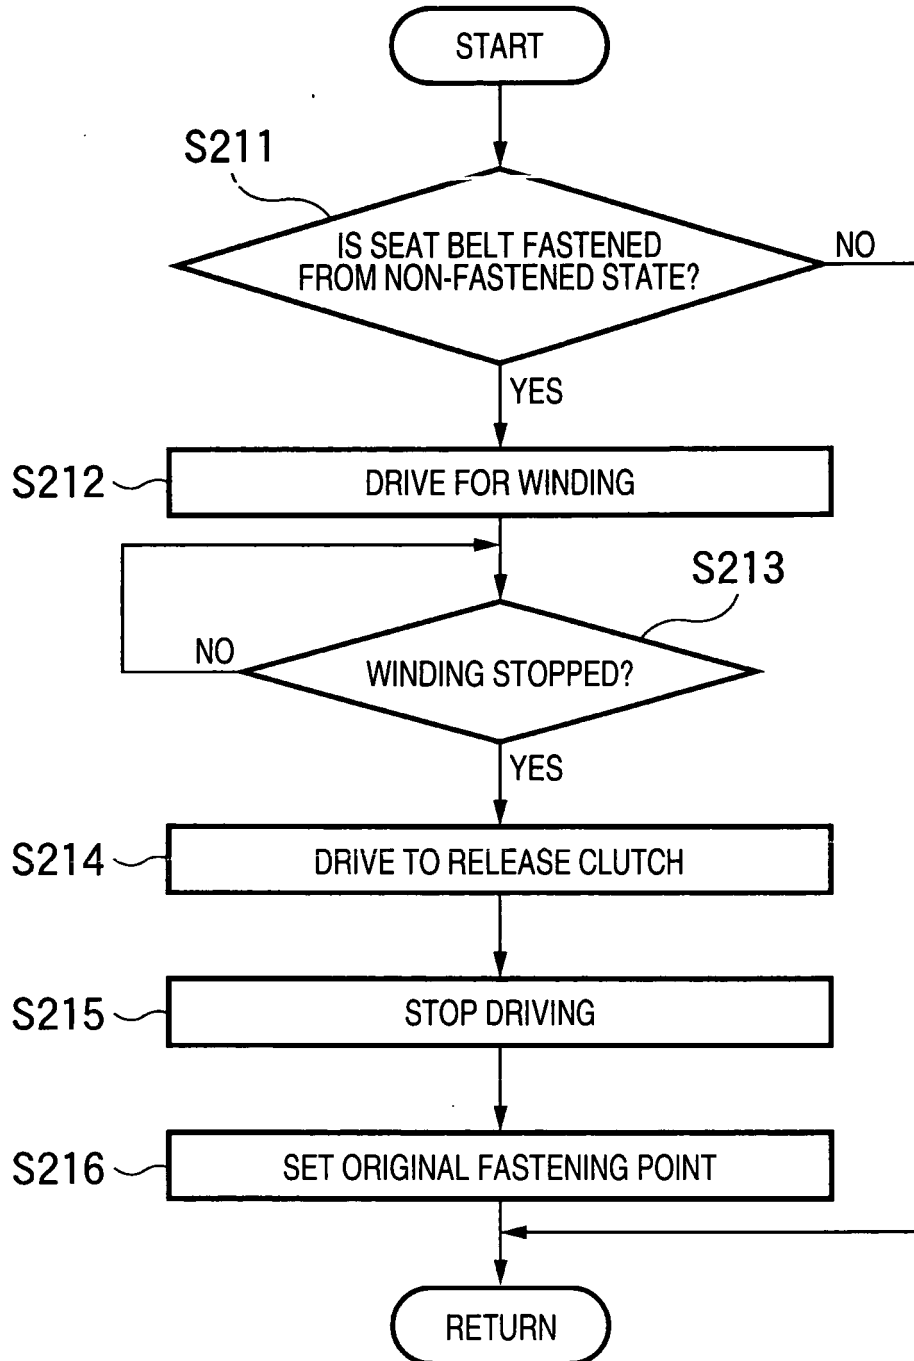 START
S211
IS SEAT BELT FASTENED
FROM NON-FASTENED STATE?
NO
YES
S212
DRIVE FOR WINDING
S213
NO
WINDING STOPPED?
YES
S214
DRIVE TO RELEASE CLUTCH
S215
STOP DRIVING
S216
SET ORIGINAL FASTENING POINT
RETURN